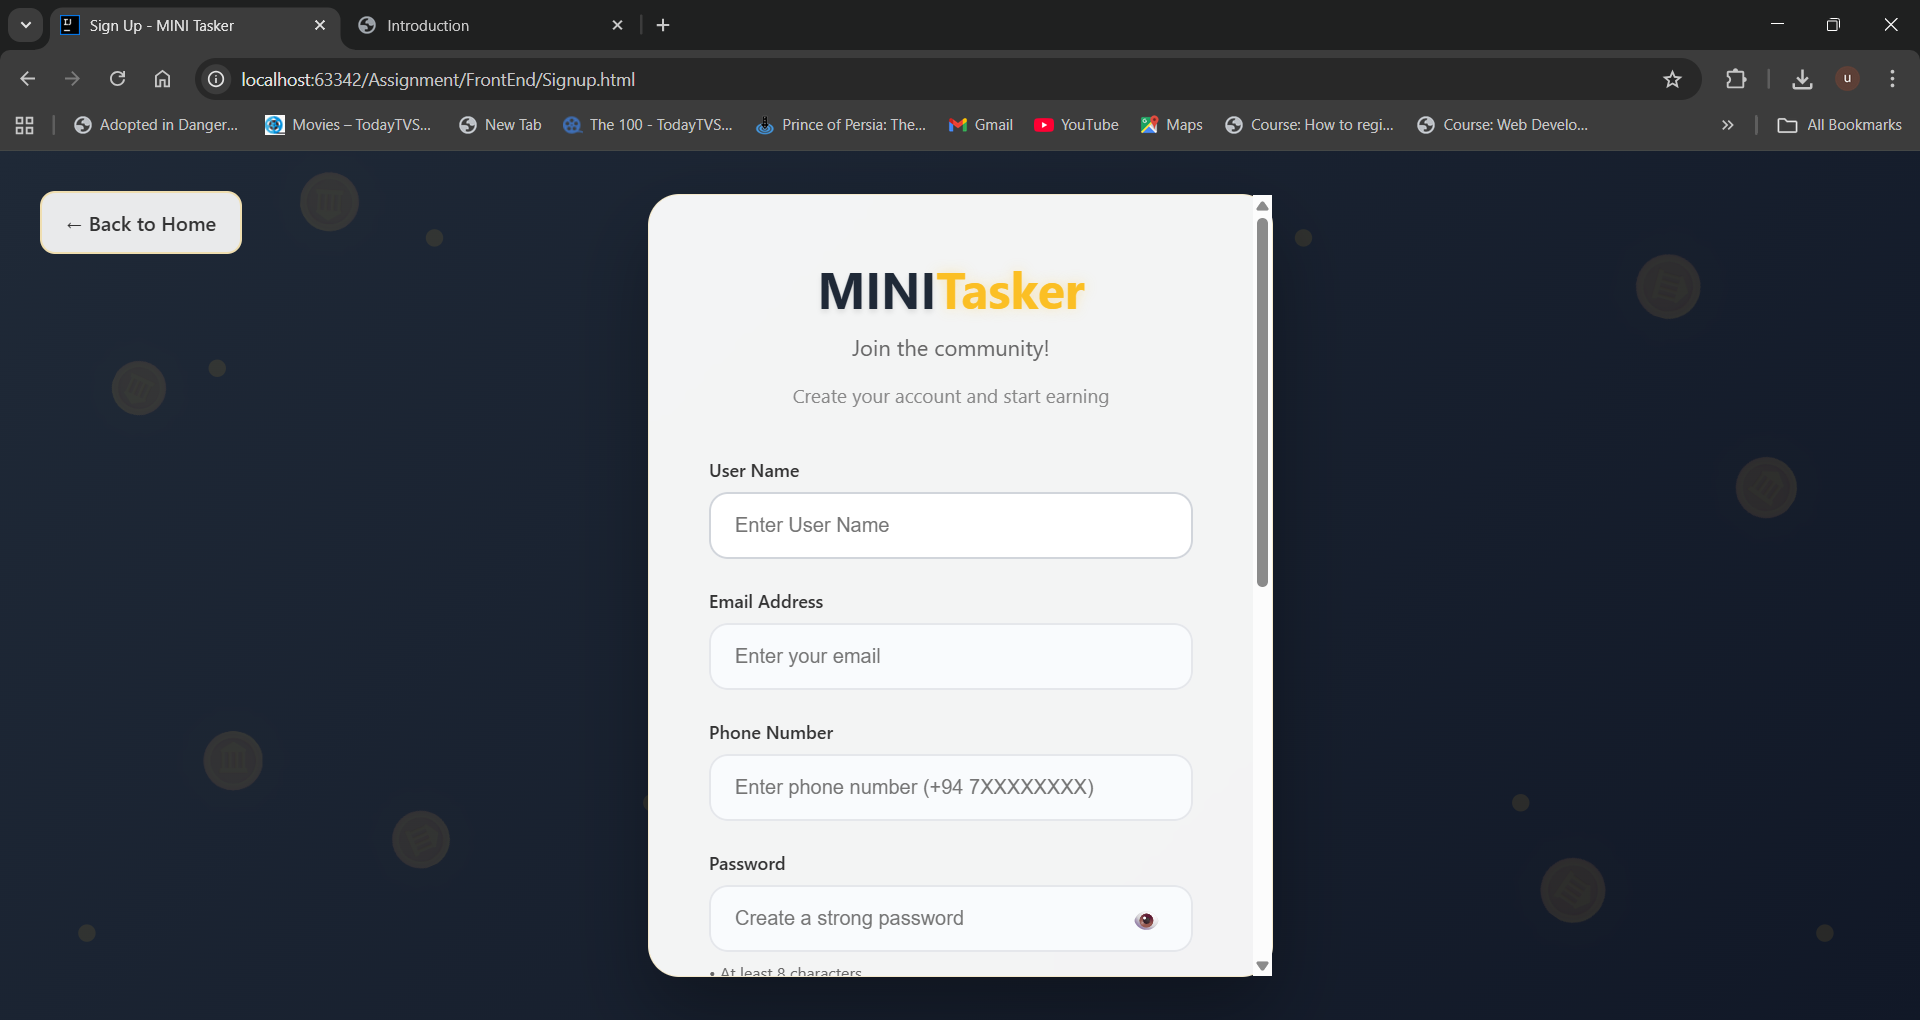 Sign Up - MINI Tasker
Introduction
localhost:63342/Assignment/FrontEnd/Signup.html
u
Adopted in Danger...
Movies – TodayTVS...
New Tab
The 100 - TodayTVS...
Prince of Persia: The...
Gmail
YouTube
Maps
Course: How to regi...
Course: Web Develo...
All Bookmarks
← Back to Home
MINITasker
Join the community!
Create your account and start earning
User Name
Enter User Name
Email Address
Enter your email
Phone Number
Enter phone number (+94 7XXXXXXXX)
Password
Create a strong password
• At least 8 characters